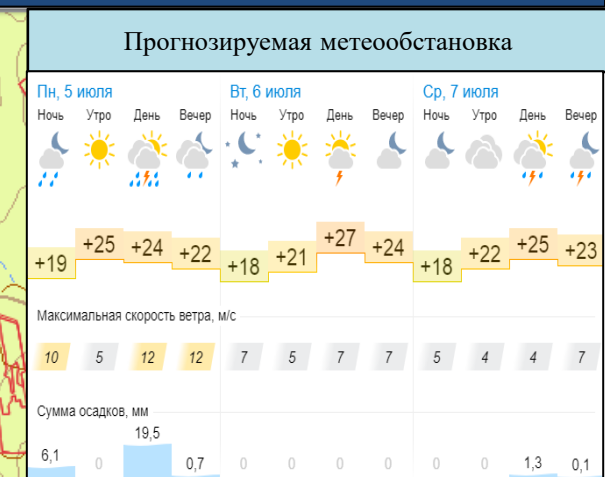 Прогнозируемая метеообстановка
Пн, 5 июля Вт, 6 июля Ср, 7 июля
Ночь Утро День Вечер Ночь Утро День Вечер Ночь Утро День Вечер
+19 +25 +24 +22 +18 +21 +27 +24 +18 +22 +25 +23
Максимальная скорость ветра, м/с
10 5 12 12 7 5 7 7 5 4 4 7
Сумма осадков, мм
6,1 0 19,5 0,7 0 0 0 0 0 0 1,3 0,1